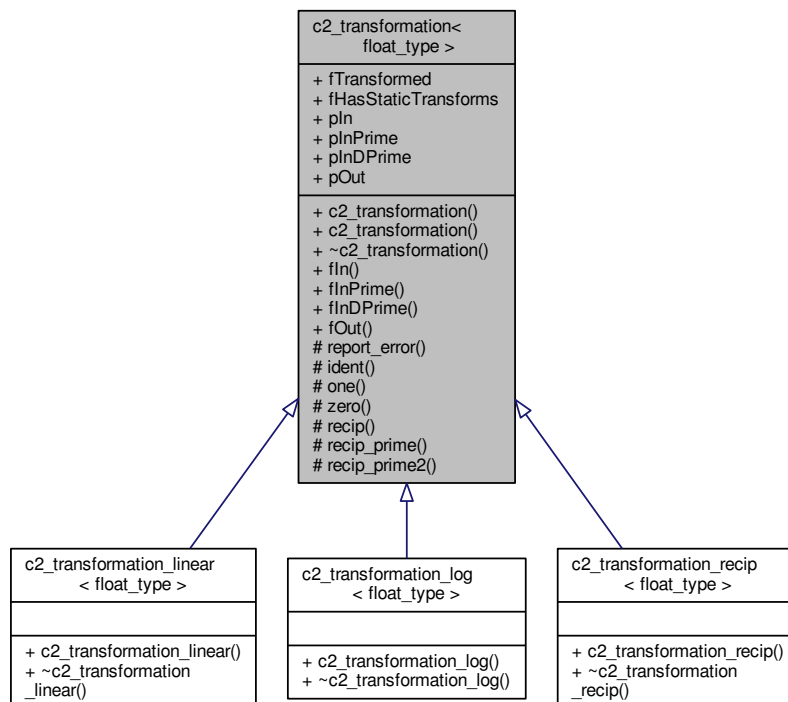 c2_transformation<
float_type >
+ fTransformed
+ fHasStaticTransforms
+ pIn
+ pInPrime
+ pInDPrime
+ pOut
+ c2_transformation()
+ c2_transformation()
+ ~c2_transformation()
+ fIn()
+ fInPrime()
+ fInDPrime()
+ fOut()
# report_error()
# ident()
# one()
# zero()
# recip()
# recip_prime()
# recip_prime2()
c2_transformation_linear
< float_type >
+ c2_transformation_linear()
+ ~c2_transformation
_linear()
c2_transformation_log
< float_type >
+ c2_transformation_log()
+ ~c2_transformation_log()
c2_transformation_recip
< float_type >
+ c2_transformation_recip()
+ ~c2_transformation
_recip()